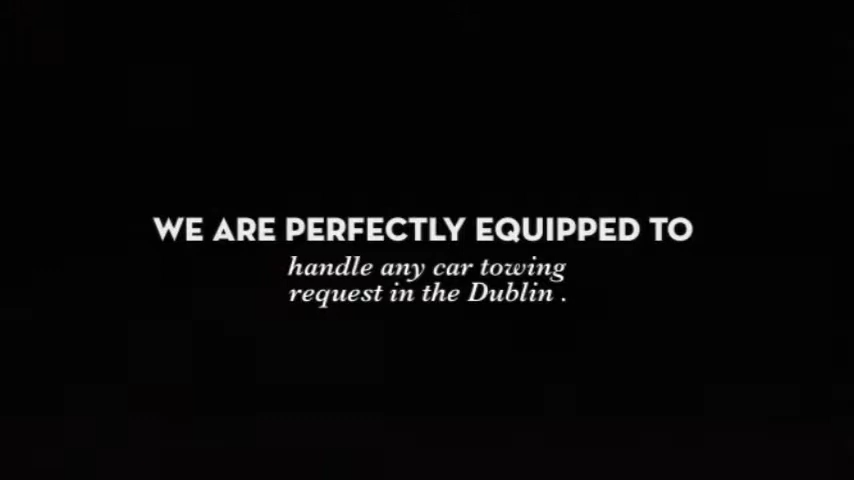 WE ARE PERFECTLY EQUIPPED TO
handle any car towing
request in the Dublin .